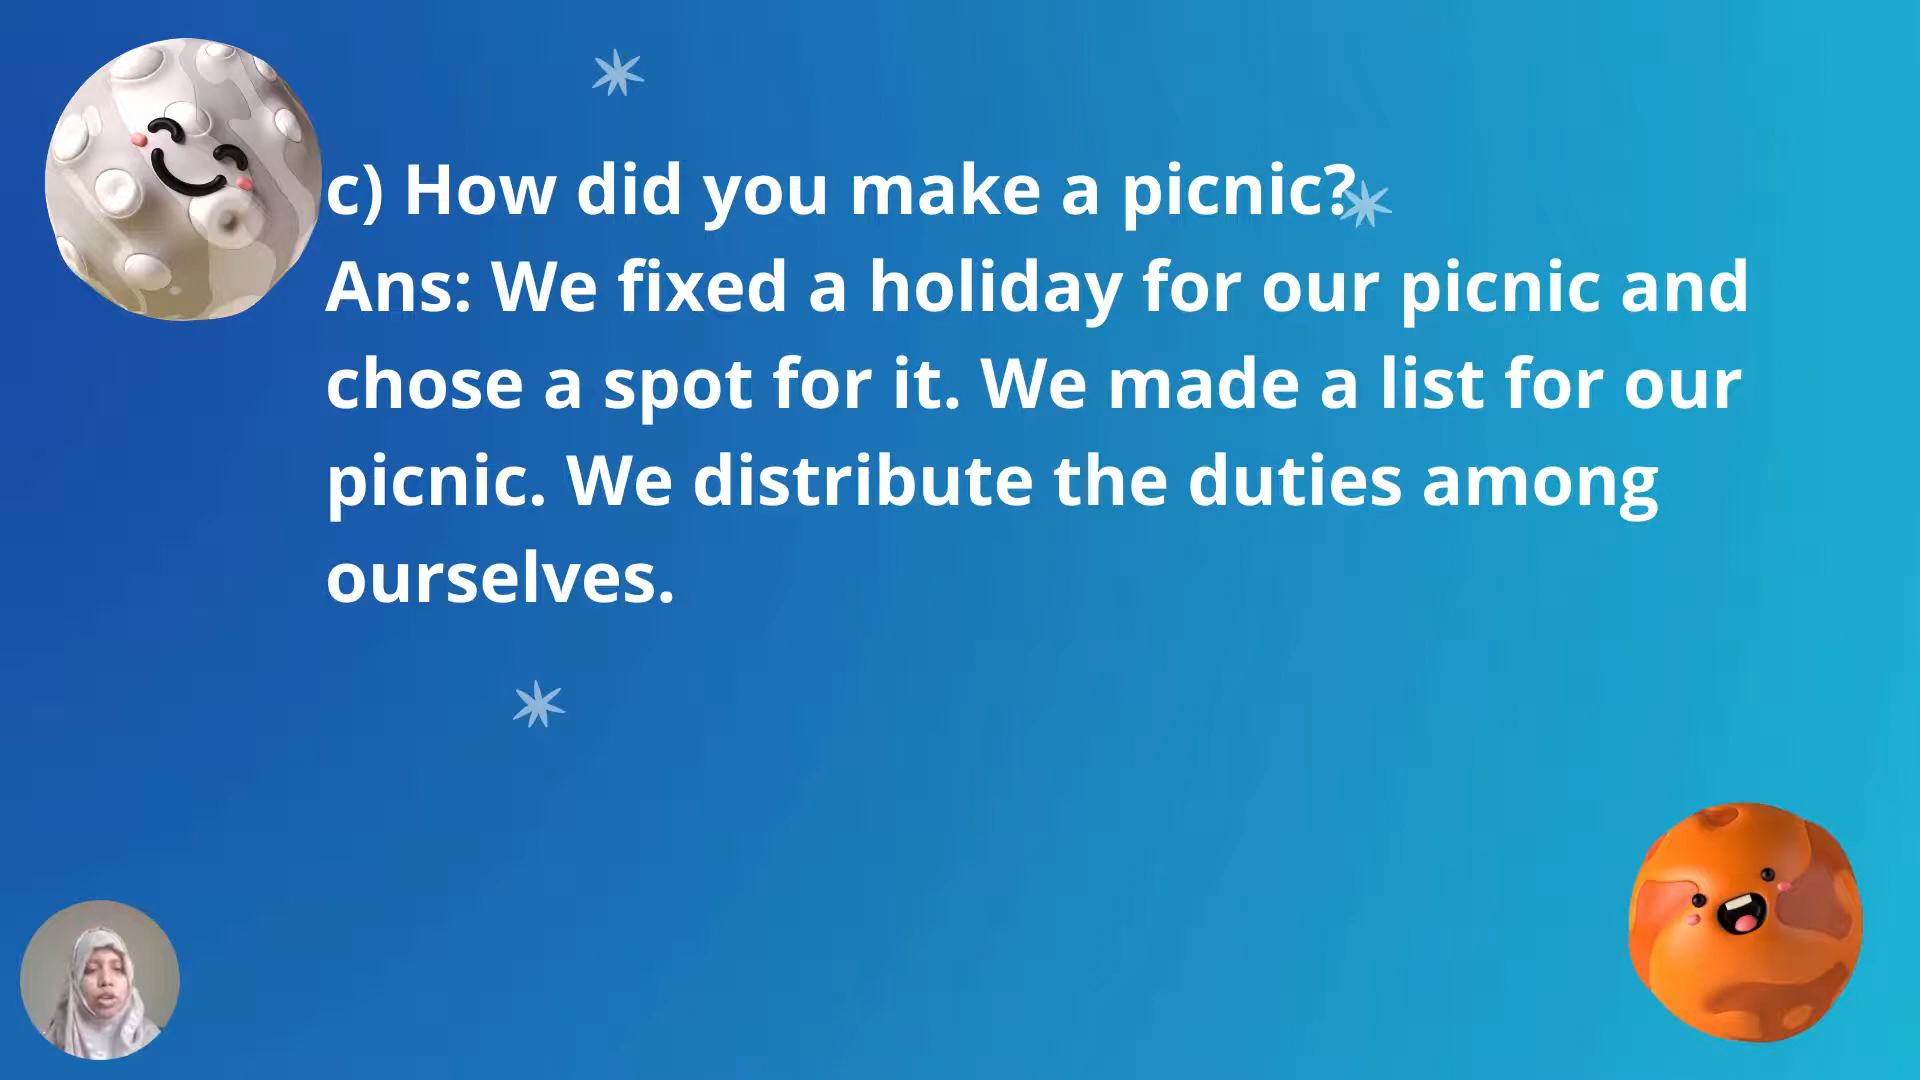 c) How did you make a picnic?
Ans: We fixed a holiday for our picnic and
chose a spot for it. We made a list for our
picnic. We distribute the duties among
ourselves.